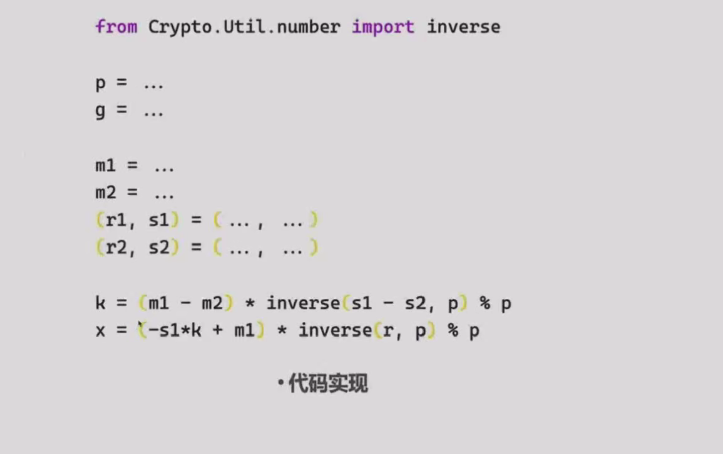 from Crypto.Util.number import inverse
p = ...
g = ...
m1 = ...
m2 = ...
(r1, s1) = (..., ...)
(r2, s2) = (..., ...)
k = (m1 - m2) * inverse(s1 - s2, p) % p
x = (-s1*k + m1) * inverse(r, p) % p
•代码实现